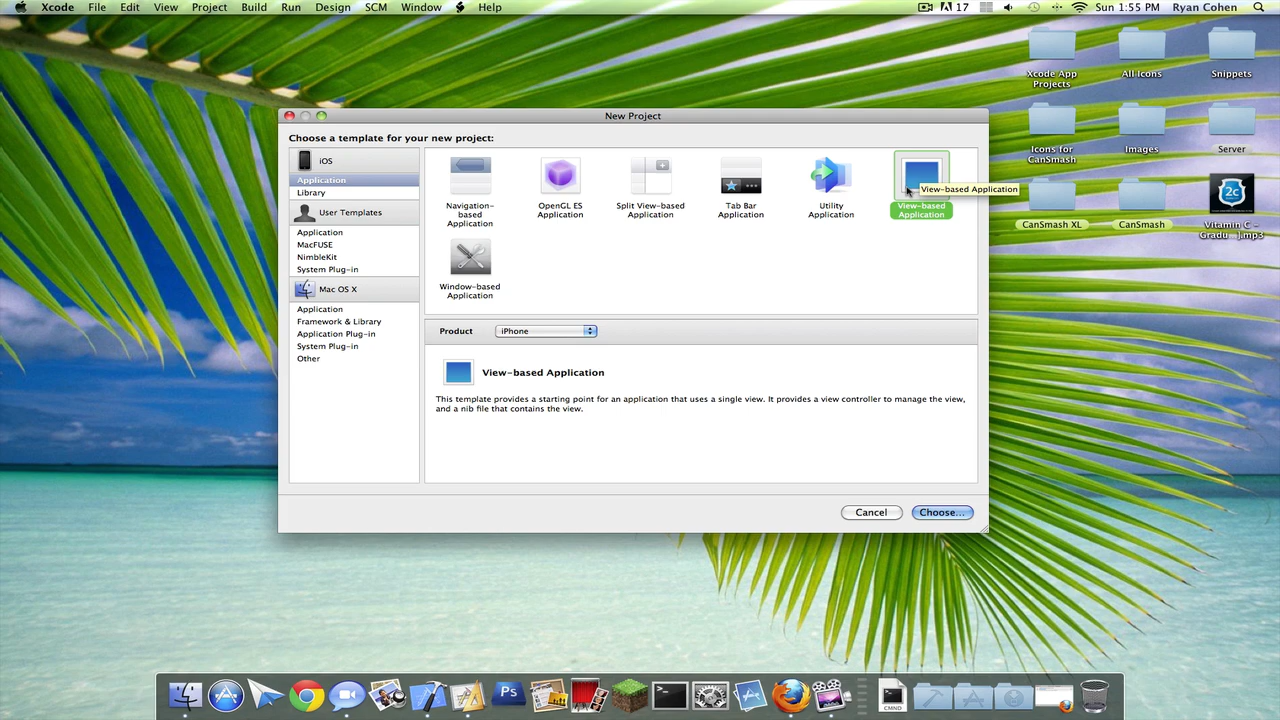 Xcode File Edit View Project Build Run Design SCM Window Help
17 Sun 1:55 PM Ryan Cohen
New Project
Choose a template for your new project:
iOS
Application
Library
User Templates
Application
MacFUSE
NimbleKit
System Plug-in
Mac OS X
Application
Framework & Library
Application Plug-in
System Plug-in
Other
Navigation-
based
Application
OpenGL ES
Application
Split View-based
Application
Tab Bar
Application
Utility
Application
View-based
Application
View-based Application
Window-based
Application
Product iPhone
View-based Application
This template provides a starting point for an application that uses a single view. It provides a view controller to manage the view,
and a nib file that contains the view.
Cancel Choose...
Xcode App
Projects
All Icons
Snippets
Icons for
CanSmash
Images
Server
CanSmash XL
CanSmash
2c
Vitamin C –
Gradu...].mp3
Ps
CMND